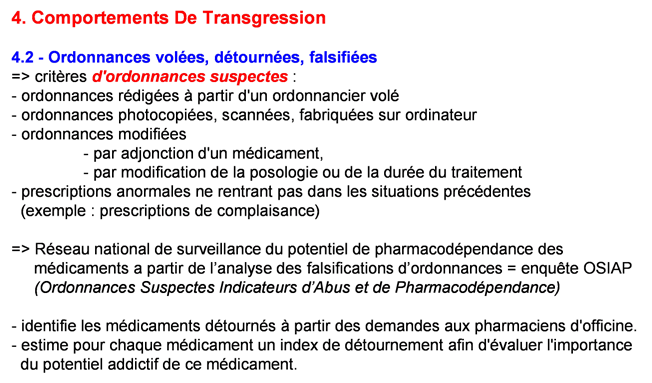 4. Comportements De Transgression
4.2 - Ordonnances volées, détournées, falsifiées
=> critères d'ordonnances suspectes :
- ordonnances rédigées à partir d'un ordonnancier volé
- ordonnances photocopiées, scannées, fabriquées sur ordinateur
- ordonnances modifiées
- par adjonction d'un médicament,
- par modification de la posologie ou de la durée du traitement
- prescriptions anormales ne rentrant pas dans les situations précédentes
(exemple : prescriptions de complaisance)
=> Réseau national de surveillance du potentiel de pharmacodépendance des
médicaments a partir de l'analyse des falsifications d'ordonnances = enquête OSIAP
(Ordonnances Suspectes Indicateurs d'Abus et de Pharmacodépendance)
- identifie les médicaments détournés à partir des demandes aux pharmaciens d'officine.
- estime pour chaque médicament un index de détournement afin d'évaluer l'importance
du potentiel addictif de ce médicament.